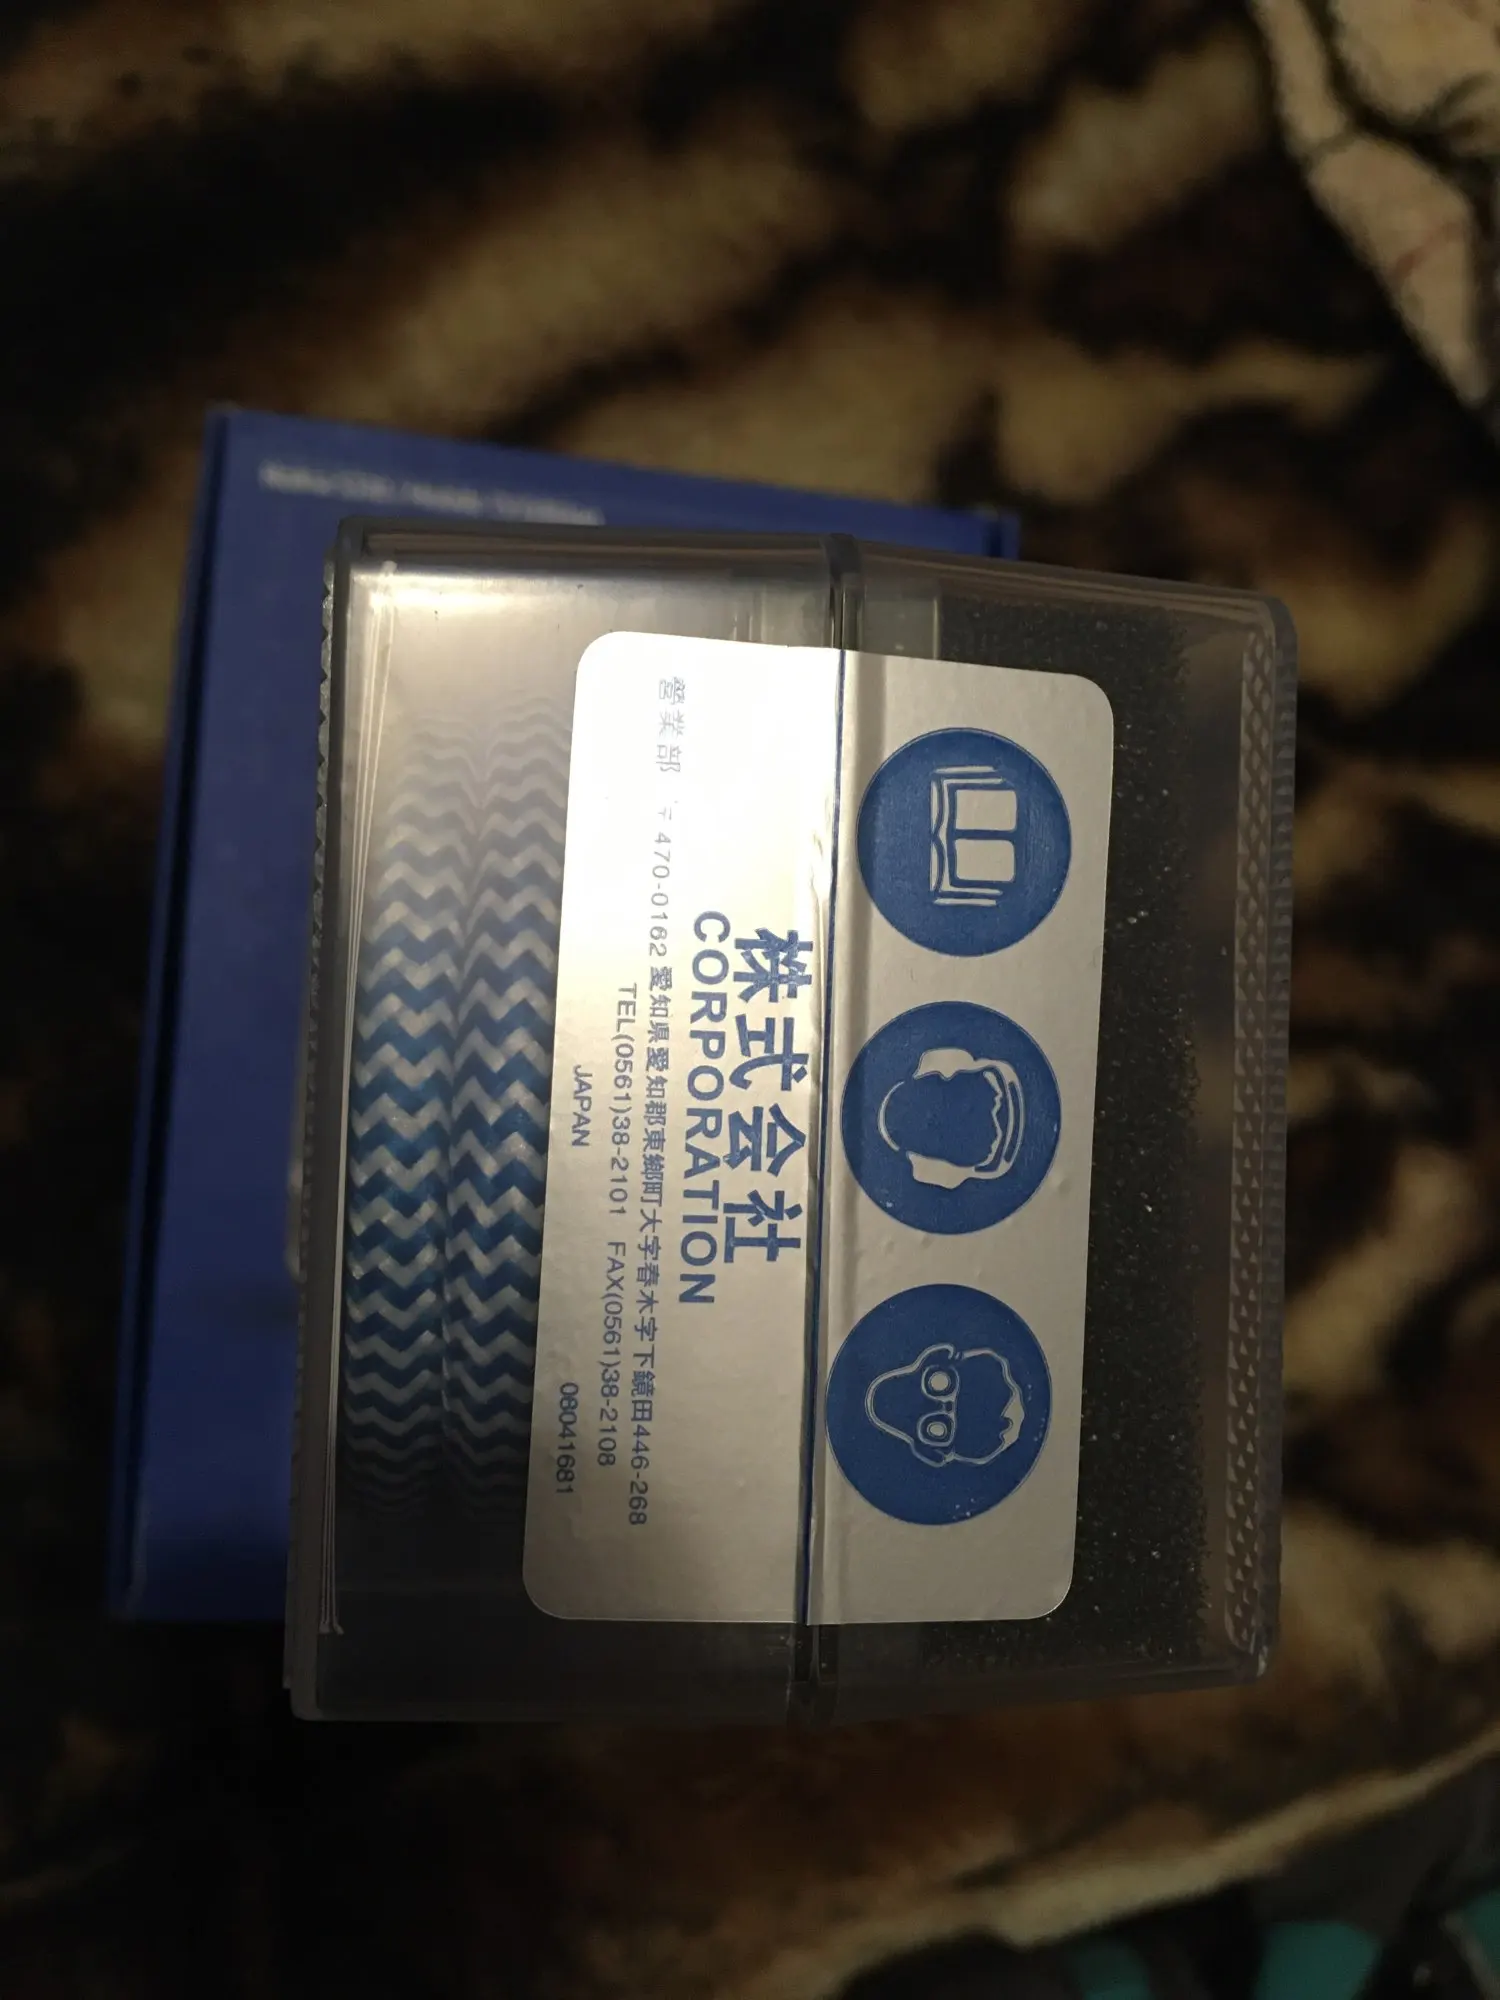 株式会社
CORPORATION
営業部 〒470-0162 愛知県愛知郡東郷町大字春木字下鏡田446-268
TEL(0561)38-2101 FAX(0561)38-2108
JAPAN
08041681